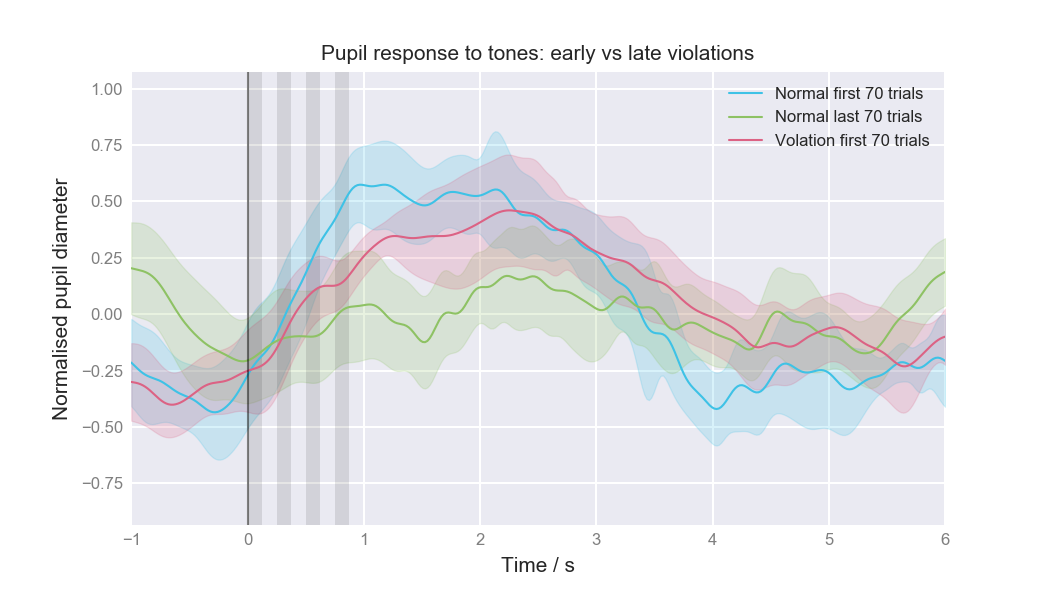 Pupil response to tones: early vs late violations
Normal first 70 trials
Normal last 70 trials
Volation first 70 trials
1.00
0.75
0.50
0.25
0.00
−0.25
−0.50
−0.75
Normalised pupil diameter
−1 0 1 2 3 4 5 6
Time / s